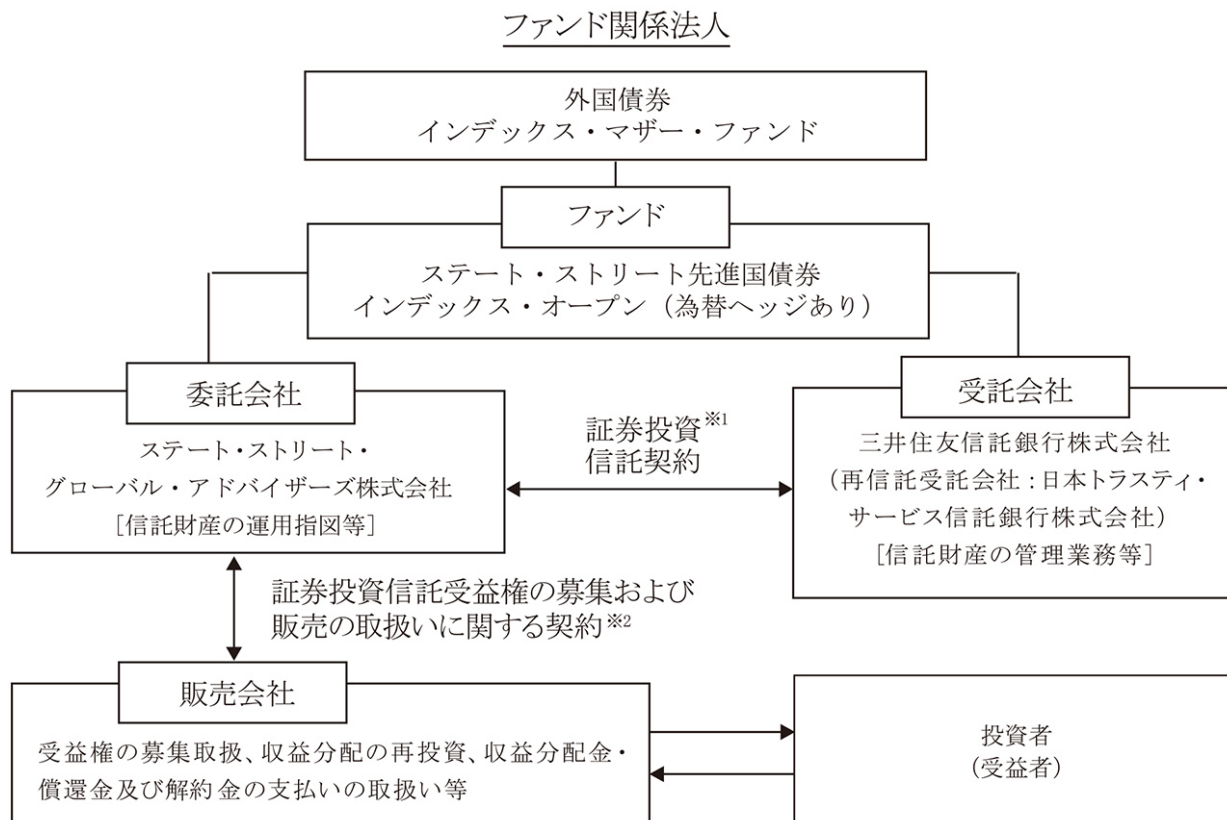 ファンド関係法人
外国債券
インデックス・マザー・ファンド
ファンド
ステート・ストリート先進国債券
インデックス・オープン（為替ヘッジあり）
委託会社
ステート・ストリート・
グローバル・アドバイザーズ株式会社
［信託財産の運用指図等］
証券投資※1
信託契約
受託会社
三井住友信託銀行株式会社
（再信託受託会社：日本トラスティ・
サービス信託銀行株式会社）
［信託財産の管理業務等］
証券投資信託受益権の募集および
販売の取扱いに関する契約※2
販売会社
受益権の募集取扱、収益分配の再投資、収益分配金・
償還金及び解約金の支払いの取扱い等
投資者
（受益者）